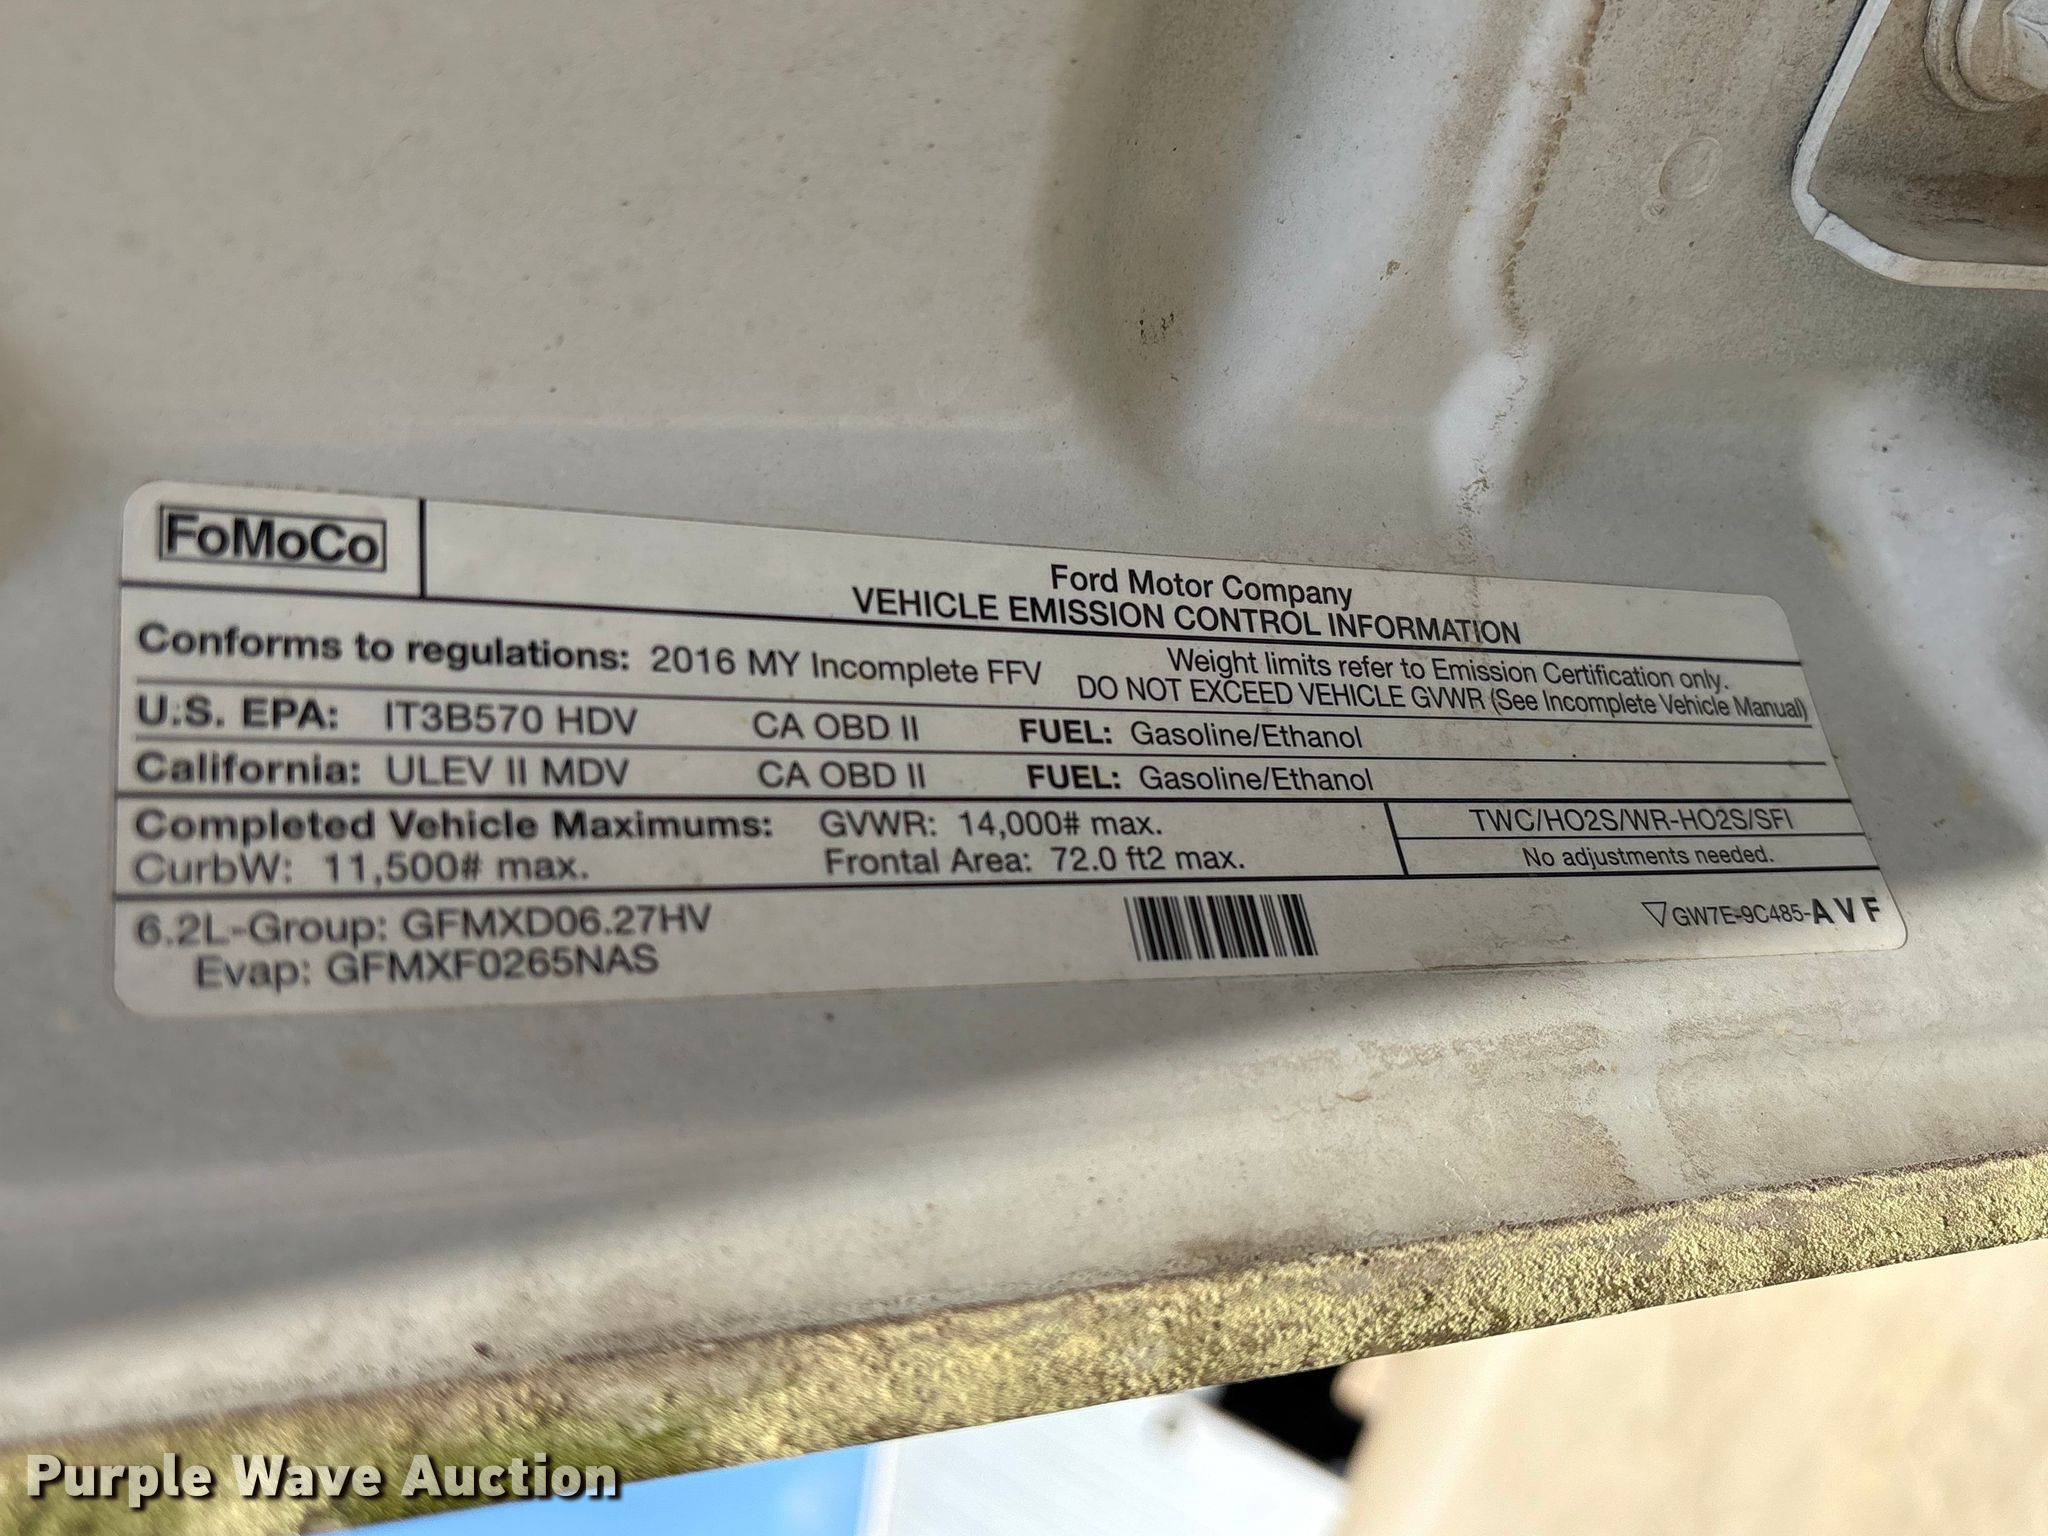 FoMoCo
Ford Motor Company
VEHICLE EMISSION CONTROL INFORMATION
Conforms to regulations: 2016 MY Incomplete FFV
Weight limits refer to Emission Certification only.
DO NOT EXCEED VEHICLE GVWR (See Incomplete Vehicle Manual)
U.S. EPA: IT3B570 HDV CA OBD II FUEL: Gasoline/Ethanol
California: ULEV II MDV CA OBD II FUEL: Gasoline/Ethanol
Completed Vehicle Maximums: GVWR: 14,000# max.
CurbW: 11,500# max. Frontal Area: 72.0 ft2 max.
TWC/HO2S/WR-HO2S/SFI
No adjustments needed.
6.2L-Group: GFMXD06.27HV
Evap: GFMXF0265NAS
GW7E-9C485-AVF
Purple Wave Auction